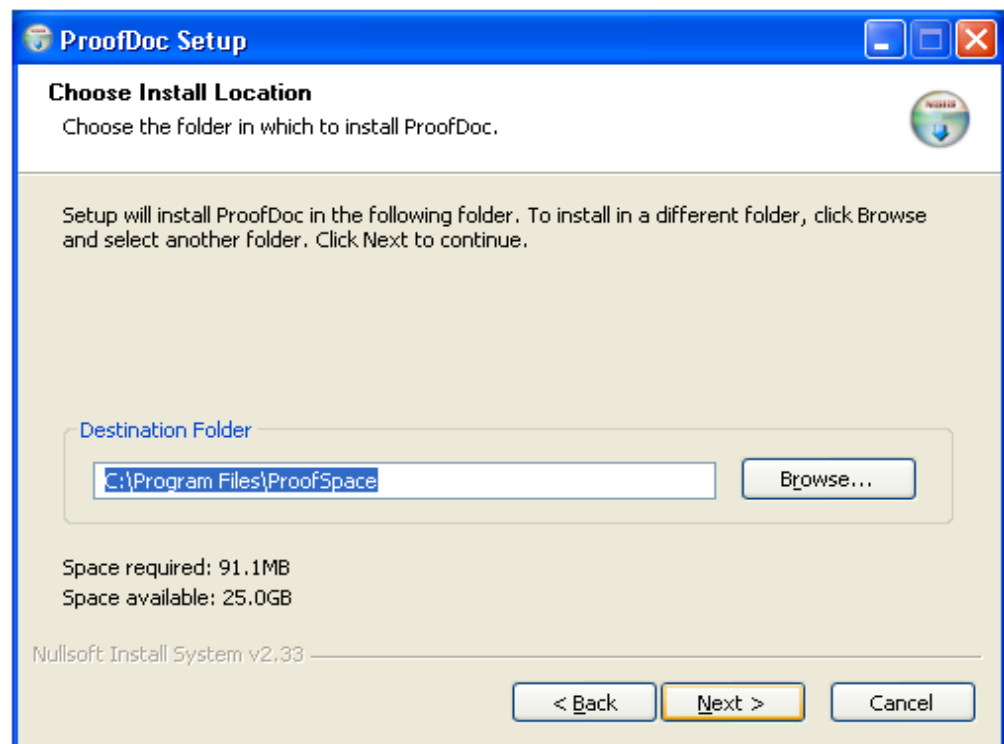 ProofDoc Setup
Choose Install Location
Choose the folder in which to install ProofDoc.
Setup will install ProofDoc in the following folder. To install in a different folder, click Browse
and select another folder. Click Next to continue.
Destination Folder
C:\Program Files\ProofSpace
Browse...
Space required: 91.1MB
Space available: 25.0GB
Nullsoft Install System v2.33
< Back
Next >
Cancel